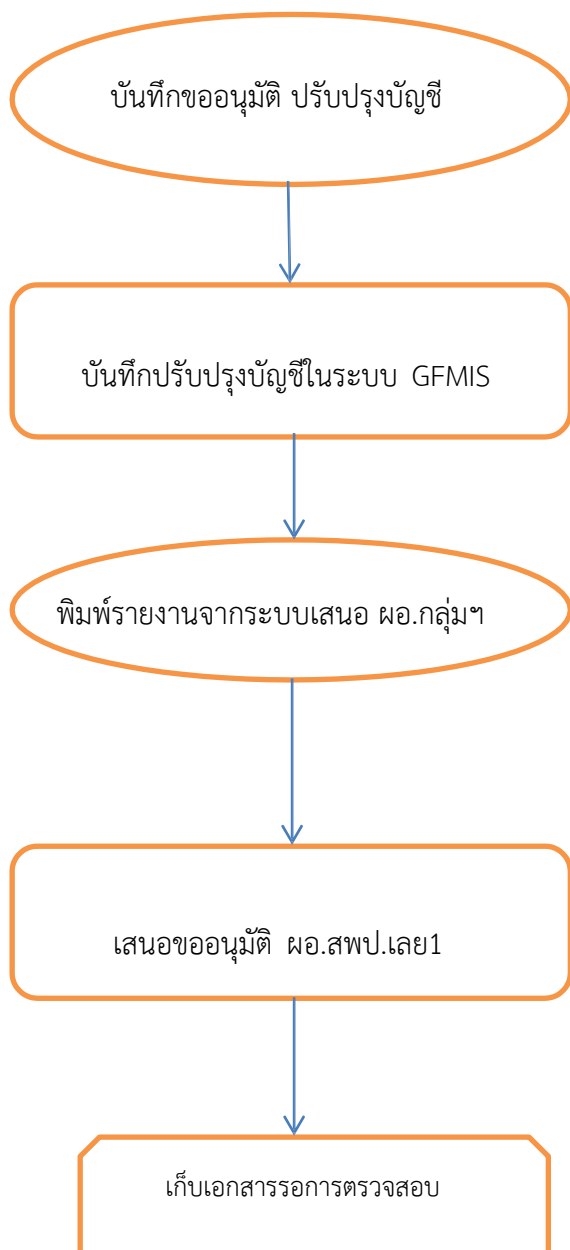 บันทึกขออนุมัติ ปรับปรุงบัญชี
บันทึกปรับปรุงบัญชีในระบบ GFMIS
พิมพ์รายงานจากระบบเสนอ ผอ.กลุ่มฯ
เสนอขออนุมัติ ผอ.สพป.เลย1
เก็บเอกสารรอการตรวจสอบ